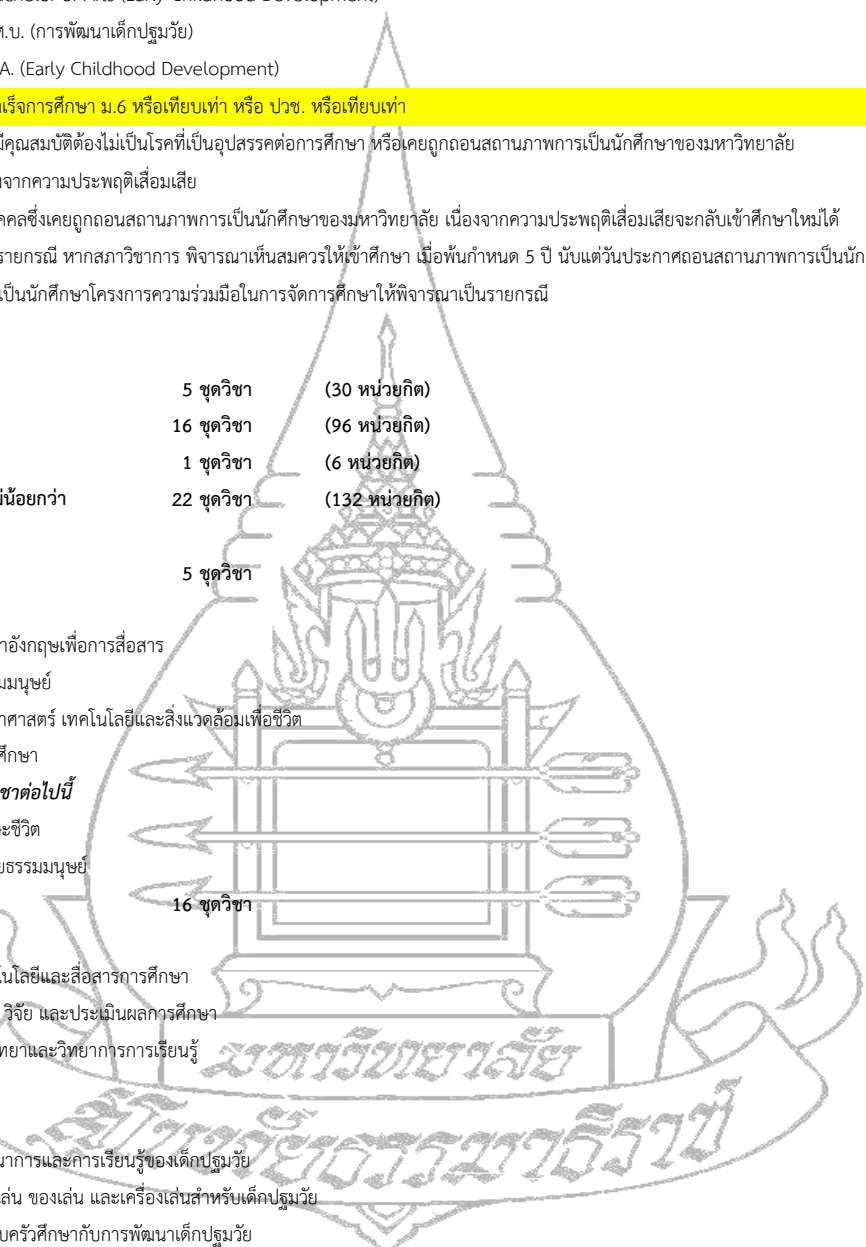 Bachelor of Arts (Early Childhood Development)
ศ.บ. (การพัฒนาเด็กปฐมวัย)
A. (Early Childhood Development)
เร็จการศึกษา ม.6 หรือเทียบเท่า หรือ ปวช. หรือเทียบเท่า
มีคุณสมบัติต้องไม่เป็นโรคที่เป็นอุปสรรคต่อการศึกษา หรือเคยถูกถอนสถานภาพการเป็นนักศึกษาของมหาวิทยาลัย
งจากความประพฤติเสื่อมเสีย
คคลซึ่งเคยถูกถอนสถานภาพการเป็นนักศึกษาของมหาวิทยาลัย เนื่องจากความประพฤติเสื่อมเสียจะกลับเข้าศึกษาใหม่ได้
รายกรณี หากสภาวิชาการ พิจารณาเห็นสมควรให้เข้าศึกษา เมื่อพ้นกำหนด 5 ปี นับแต่วันประกาศถอนสถานภาพการเป็นนัก
เป็นนักศึกษาโครงการความร่วมมือในการจัดการศึกษาให้พิจารณาเป็นรายกรณี
5 ชุดวิชา (30 หน่วยกิต)
16 ชุดวิชา (96 หน่วยกิต)
1 ชุดวิชา (6 หน่วยกิต)
ม่น้อยกว่า 22 ชุดวิชา (132 หน่วยกิต)
5 ชุดวิชา
าอังกฤษเพื่อการสื่อสาร
มมนุษย์
าศาสตร์ เทคโนโลยีและสิ่งแวดล้อมเพื่อชีวิต
ศึกษา
ชาต่อไปนี้
ะชีวิต
ยธรรมมนุษย์
16 ชุดวิชา
โนโลยีและสื่อสารการศึกษา
วิจัย และประเมินผลการศึกษา
ทยาและวิทยาการการเรียนรู้
มหาวิทยาลัย
สุโขทัยธรรมาธิราช
นาการและการเรียนรู้ของเด็กปฐมวัย
เล่น ของเล่น และเครื่องเล่นสำหรับเด็กปฐมวัย
บครัวศึกษากับการพัฒนาเด็กปฐมวัย